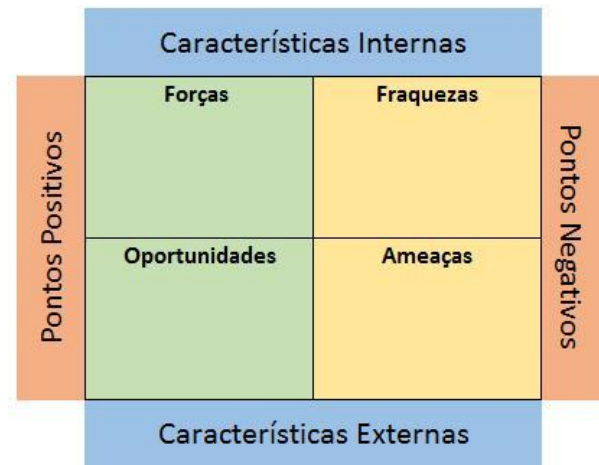 Características Internas
Pontos Positivos
Forças
Fraquezas
Oportunidades
Ameaças
Pontos Negativos
Características Externas